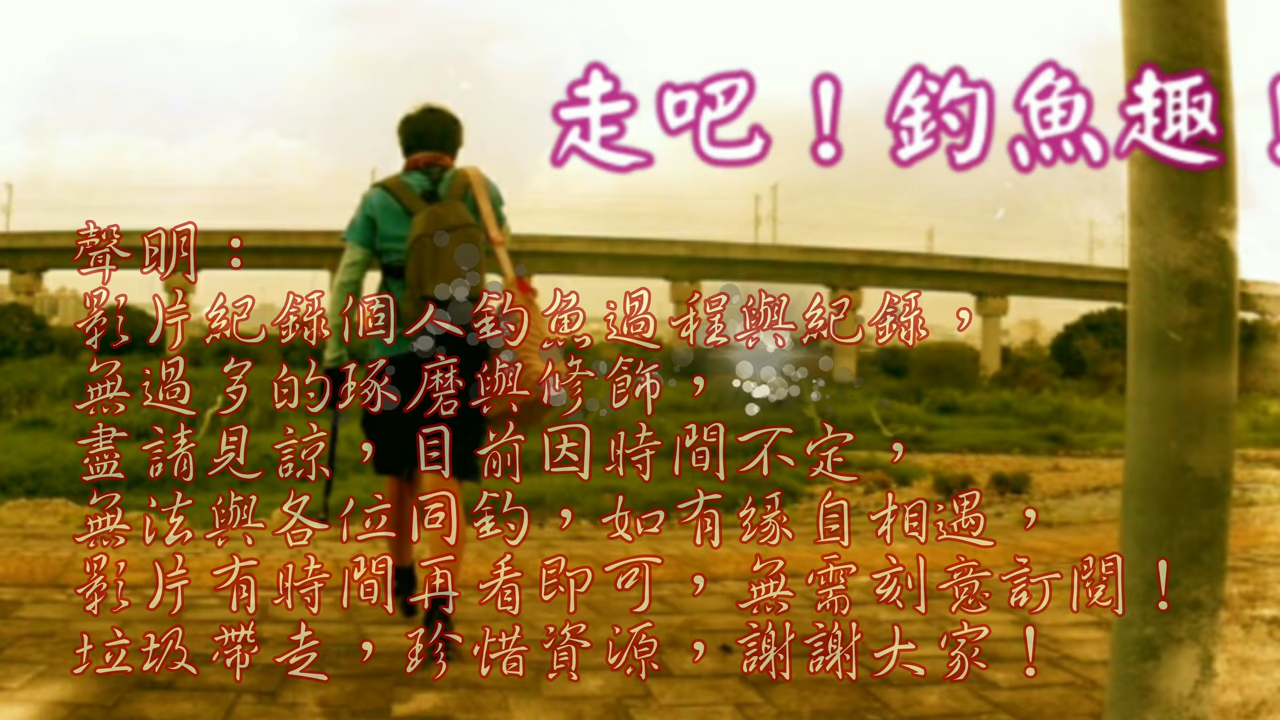 走吧！釣魚趣！
聲明：
影片紀錄個人釣魚過程與紀錄，
無過多的琢磨與修飾，
盡請見諒，目前因時間不定，
無法與各位同釣，如有緣自相遇，
影片有時間再看即可，無需刻意訂閱！
垃圾帶走，珍惜資源，謝謝大家！